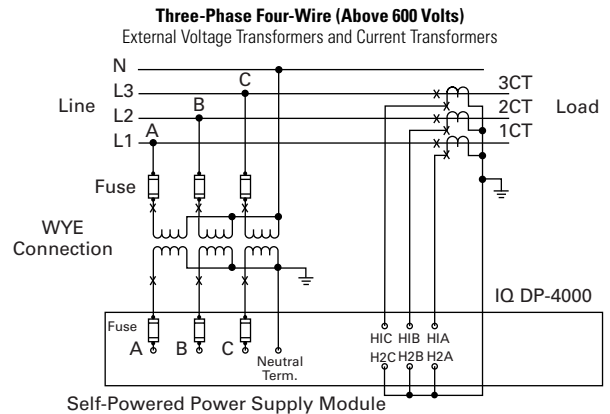 Three-Phase Four-Wire (Above 600 Volts)
External Voltage Transformers and Current Transformers
N
L3
C
3CT
Line
L2
B
2CT
Load
L1
A
1CT
Fuse
WYE
Connection
IQ DP-4000
Fuse
A
B
C
Neutral
Term.
HIC HIB HIA
H2C H2B H2A
Self-Powered Power Supply Module